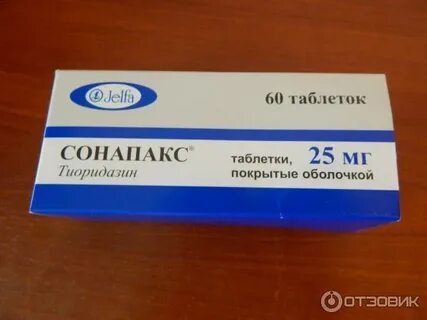 Jelfa
60 таблеток
СОНАПАКС®
Тиоридазин
таблетки, 25 мг
покрытые оболочкой
ОТЗОВИК